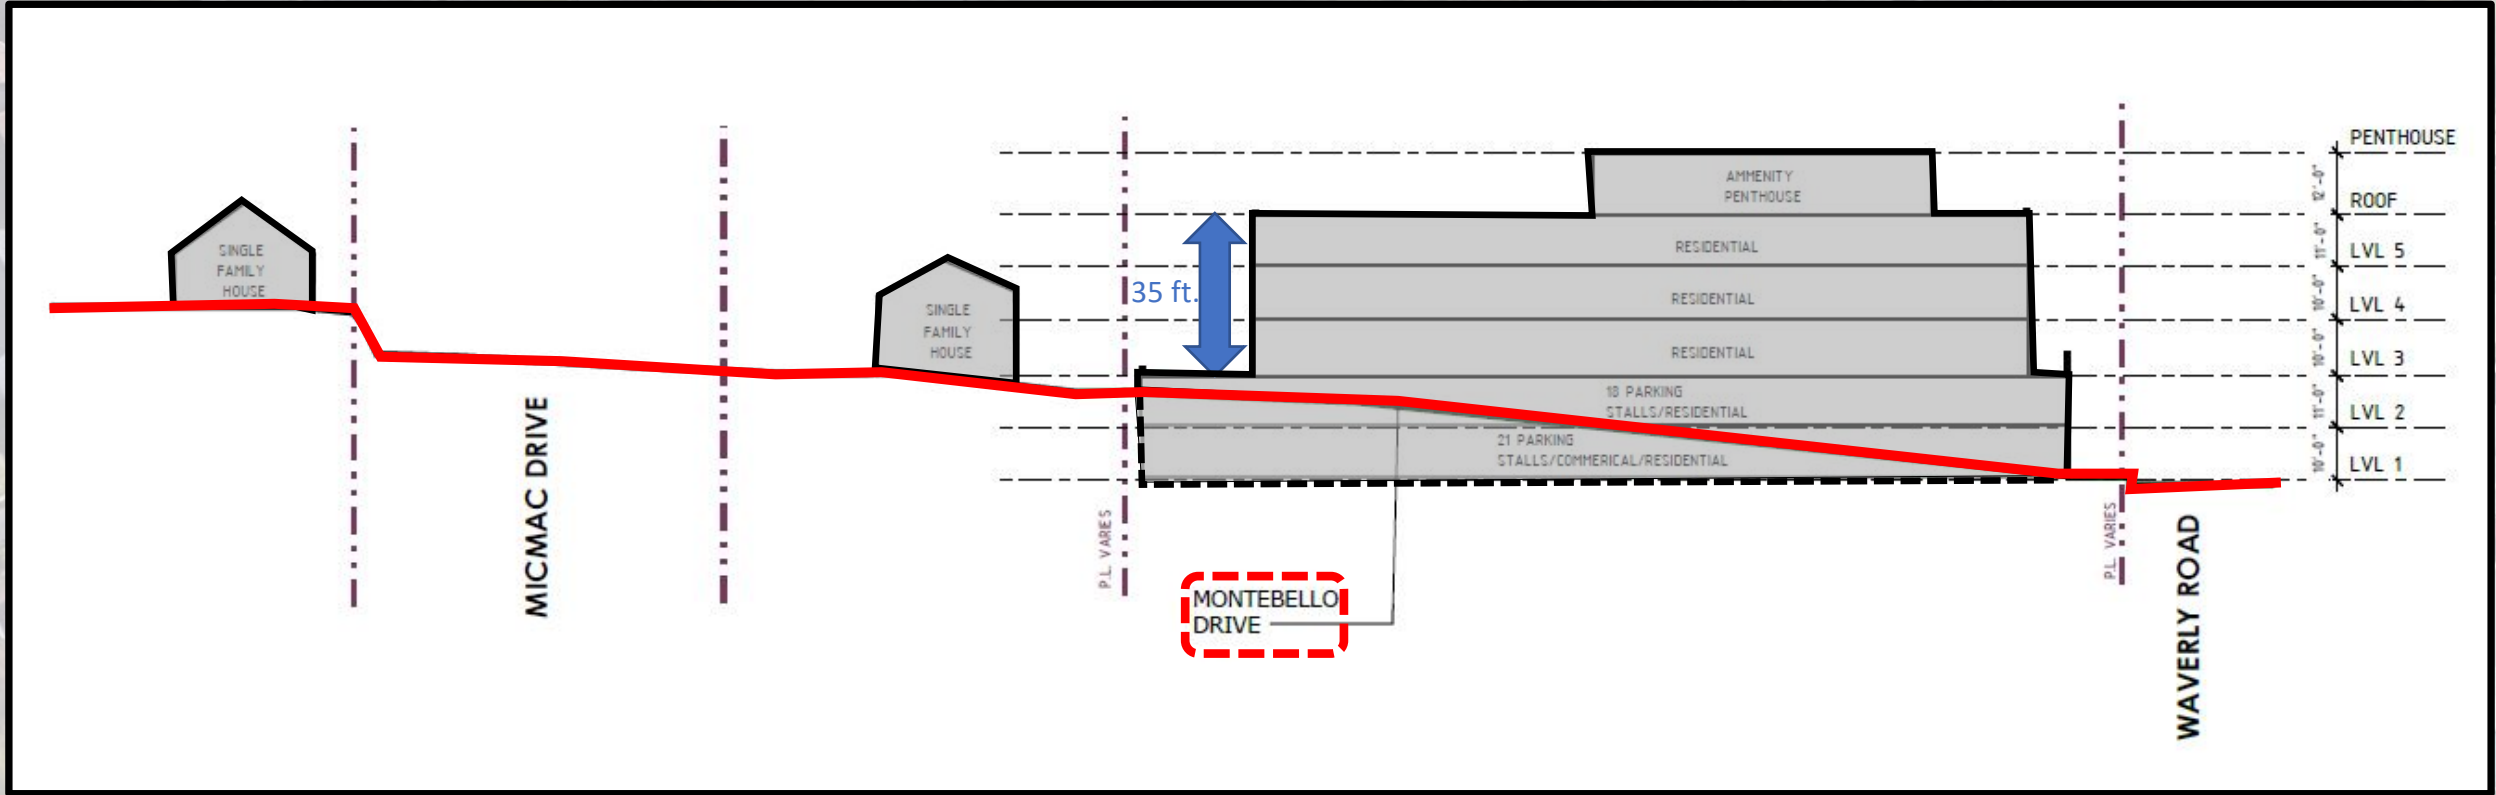 PENTHOUSE
12'-0"
ROOF
11'-0"
LVL 5
10'-0"
LVL 4
10'-0"
LVL 3
11'-0"
LVL 2
10'-0"
LVL 1
AMMENITY
PENTHOUSE
RESIDENTIAL
RESIDENTIAL
RESIDENTIAL
18 PARKING
STALLS/RESIDENTIAL
21 PARKING
STALLS/COMMERICAL/RESIDENTIAL
35 ft.
SINGLE
FAMILY
HOUSE
SINGLE
FAMILY
HOUSE
MICMAC DRIVE
P.L. VARIES
MONTEBELLO
DRIVE
P.L. VARIES
WAVERLY ROAD